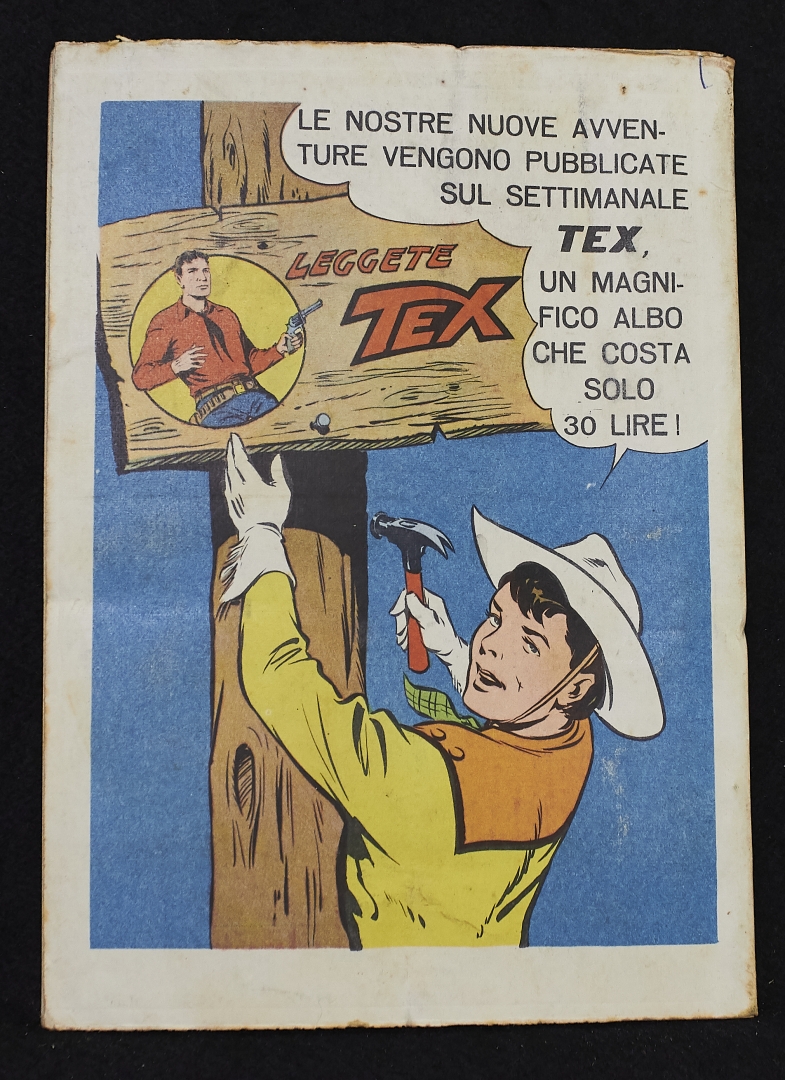 LE NOSTRE NUOVE AVVEN-
TURE VENGONO PUBBLICATE
SUL SETTIMANALE
TEX,
UN MAGNI-
FICO ALBO
CHE COSTA
SOLO
30 LIRE!
LEGGETE
TEX